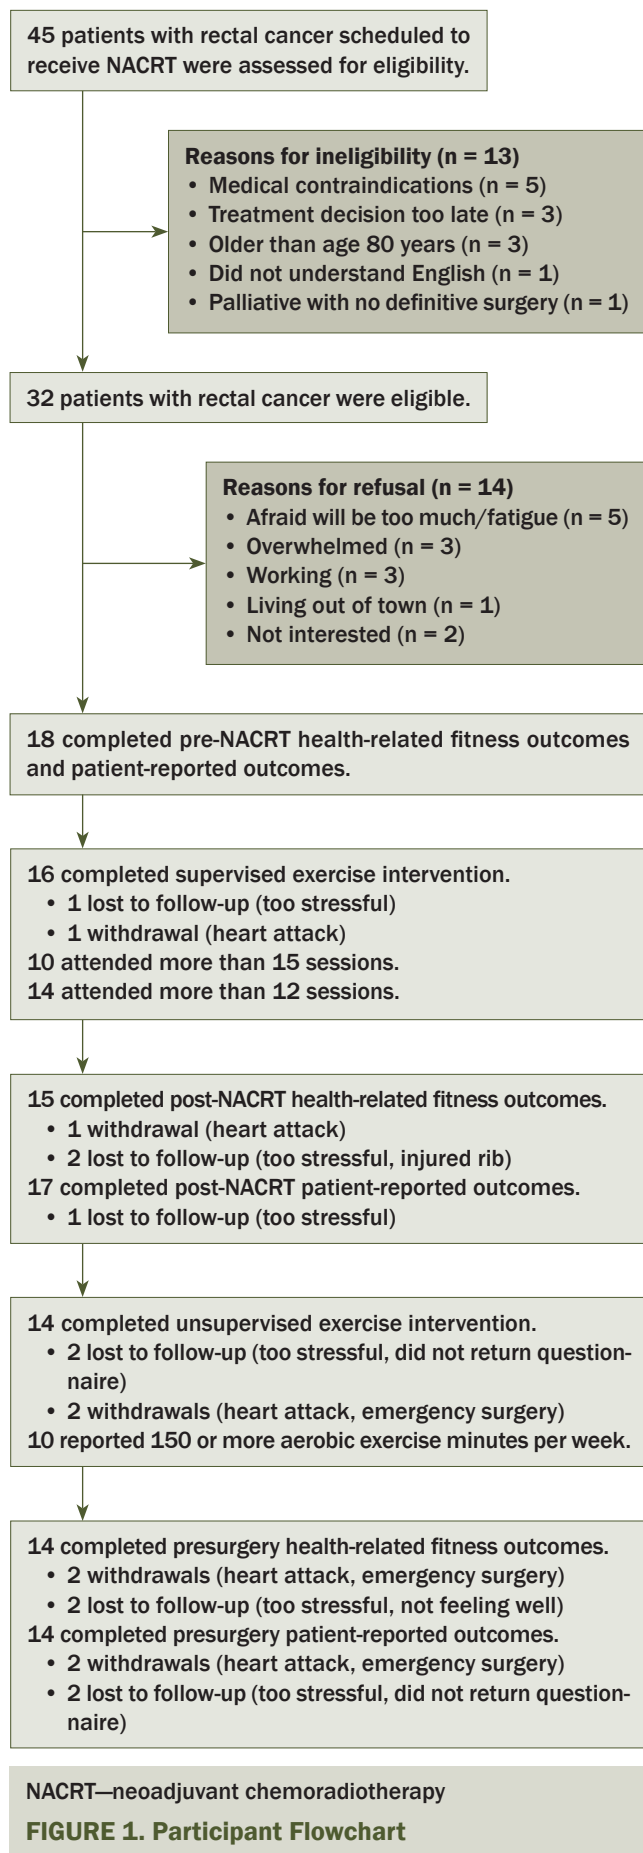 45 patients with rectal cancer scheduled to
receive NACRT were assessed for eligibility.
Reasons for ineligibility (n = 13)
• Medical contraindications (n = 5)
• Treatment decision too late (n = 3)
• Older than age 80 years (n = 3)
• Did not understand English (n = 1)
• Palliative with no definitive surgery (n = 1)
32 patients with rectal cancer were eligible.
Reasons for refusal (n = 14)
• Afraid will be too much/fatigue (n = 5)
• Overwhelmed (n = 3)
• Working (n = 3)
• Living out of town (n = 1)
• Not interested (n = 2)
18 completed pre-NACRT health-related fitness outcomes
and patient-reported outcomes.
16 completed supervised exercise intervention.
• 1 lost to follow-up (too stressful)
• 1 withdrawal (heart attack)
10 attended more than 15 sessions.
14 attended more than 12 sessions.
15 completed post-NACRT health-related fitness outcomes.
• 1 withdrawal (heart attack)
• 2 lost to follow-up (too stressful, injured rib)
17 completed post-NACRT patient-reported outcomes.
• 1 lost to follow-up (too stressful)
14 completed unsupervised exercise intervention.
• 2 lost to follow-up (too stressful, did not return question-
naire)
• 2 withdrawals (heart attack, emergency surgery)
10 reported 150 or more aerobic exercise minutes per week.
14 completed presurgery health-related fitness outcomes.
• 2 withdrawals (heart attack, emergency surgery)
• 2 lost to follow-up (too stressful, not feeling well)
14 completed presurgery patient-reported outcomes.
• 2 withdrawals (heart attack, emergency surgery)
• 2 lost to follow-up (too stressful, did not return question-
naire)
NACRT—neoadjuvant chemoradiotherapy
FIGURE 1. Participant Flowchart